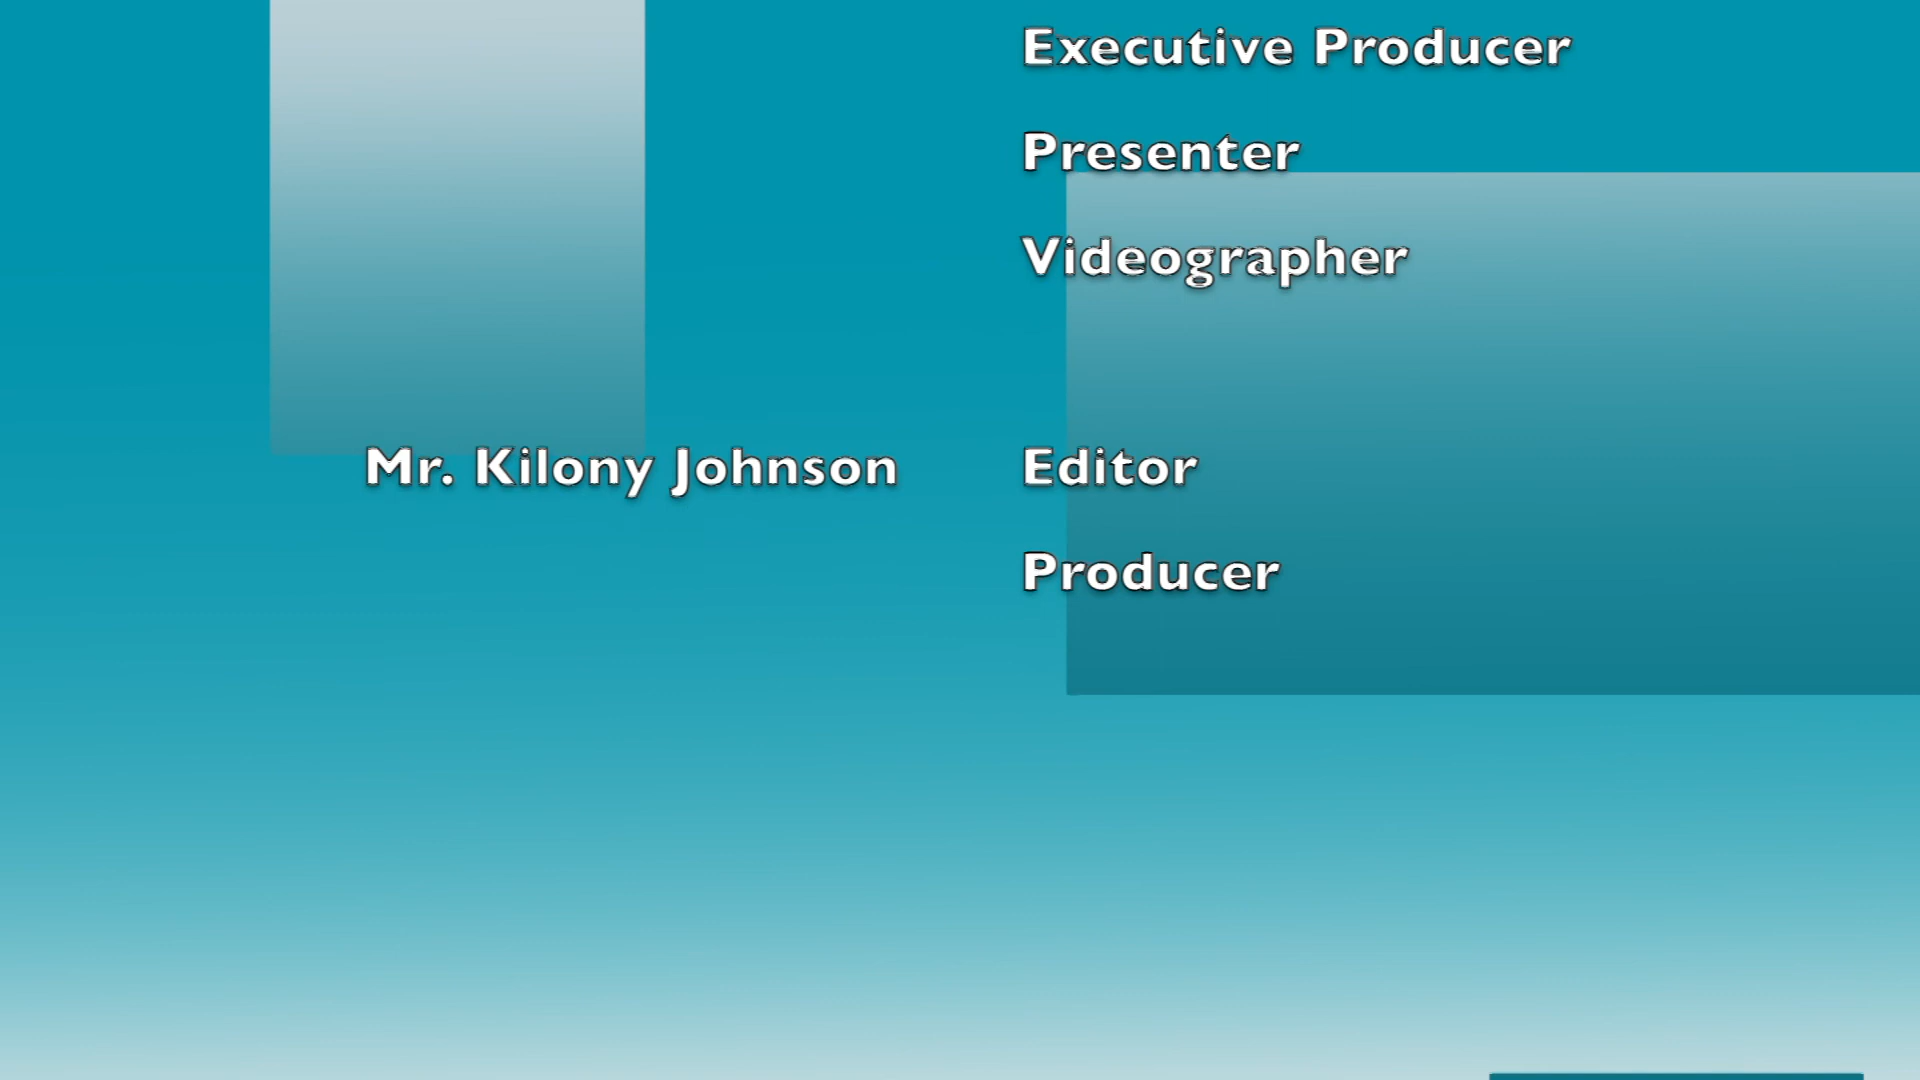 Executive Producer
Presenter
Videographer
Mr. Kilony Johnson Editor
Producer